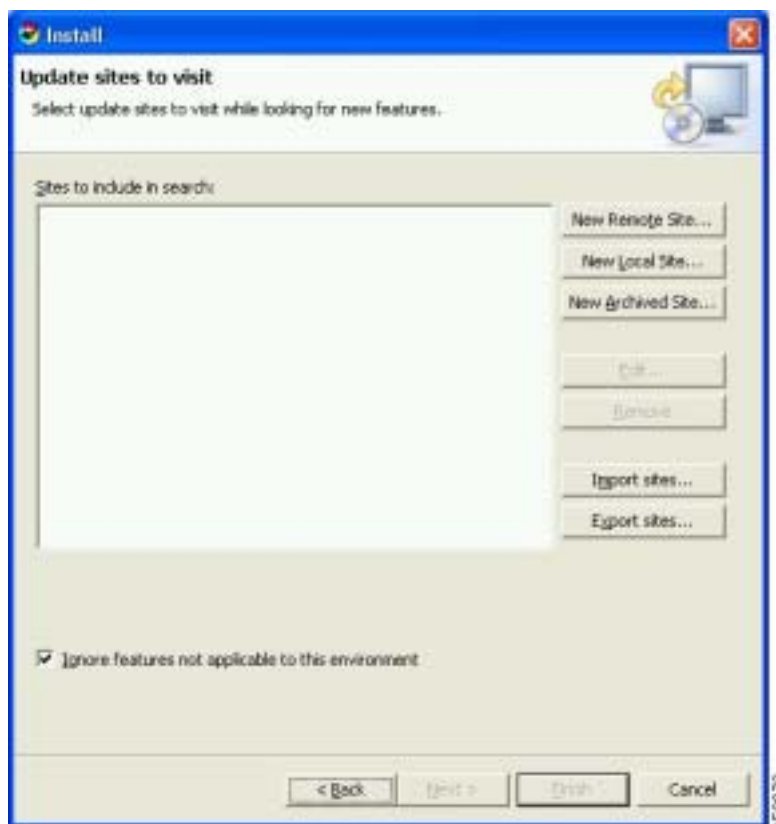 Install
Update sites to visit
Select update sites to visit while looking for new features.
Sites to include in search:
New Remote Site...
New Local Site...
New Archived Site...
Edit...
Remove
Import sites...
Export sites...
Ignore features not applicable to this environment
< Back
Next >
Finish
Cancel